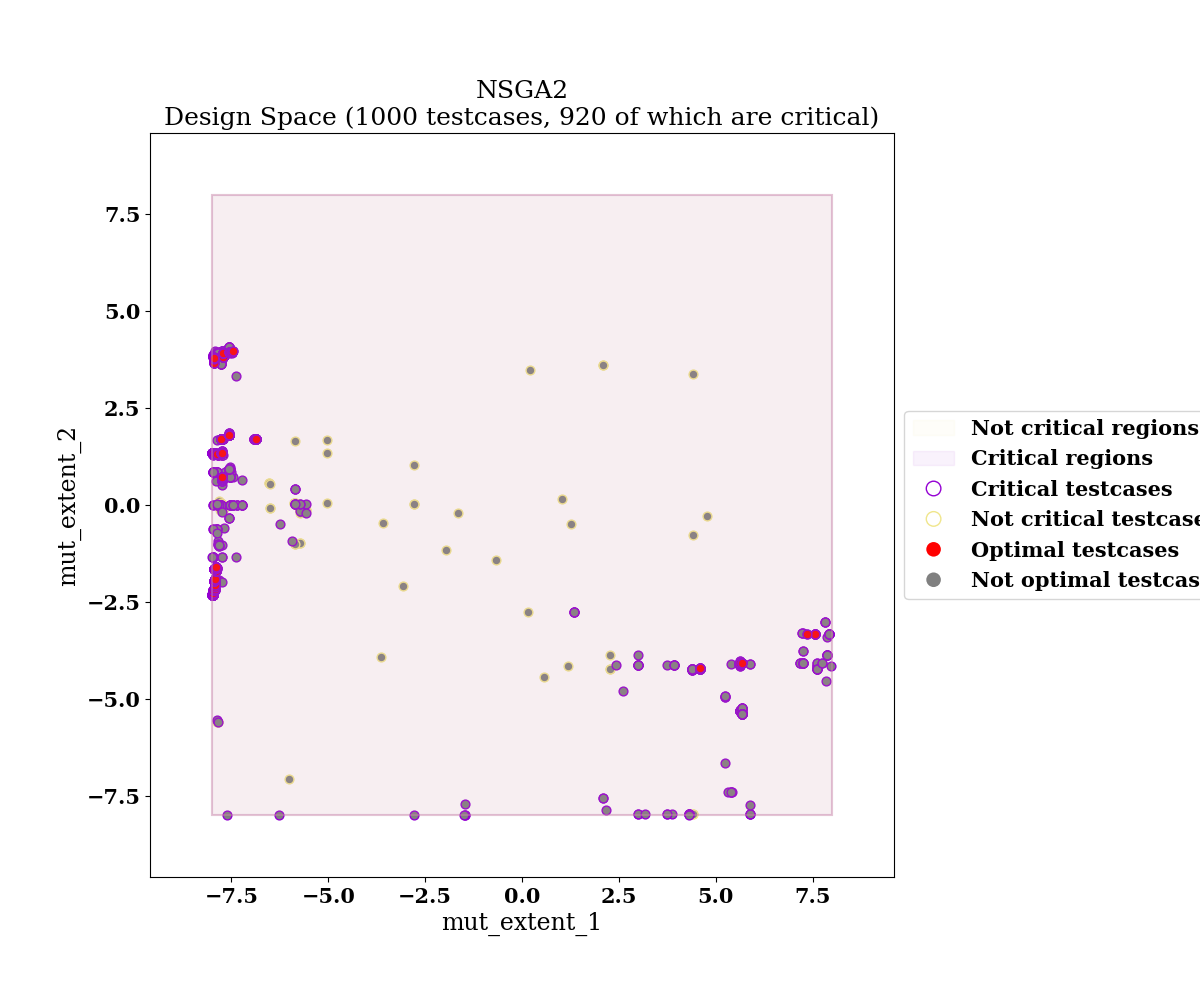 NSGA2
Design Space (1000 testcases, 920 of which are critical)
7.5
5.0
2.5
0.0
−2.5
−5.0
−7.5
mut_extent_2
−7.5
−5.0
−2.5
0.0
2.5
5.0
7.5
mut_extent_1
Not critical regions
Critical regions
Critical testcases
Not critical testcase
Optimal testcases
Not optimal testcas